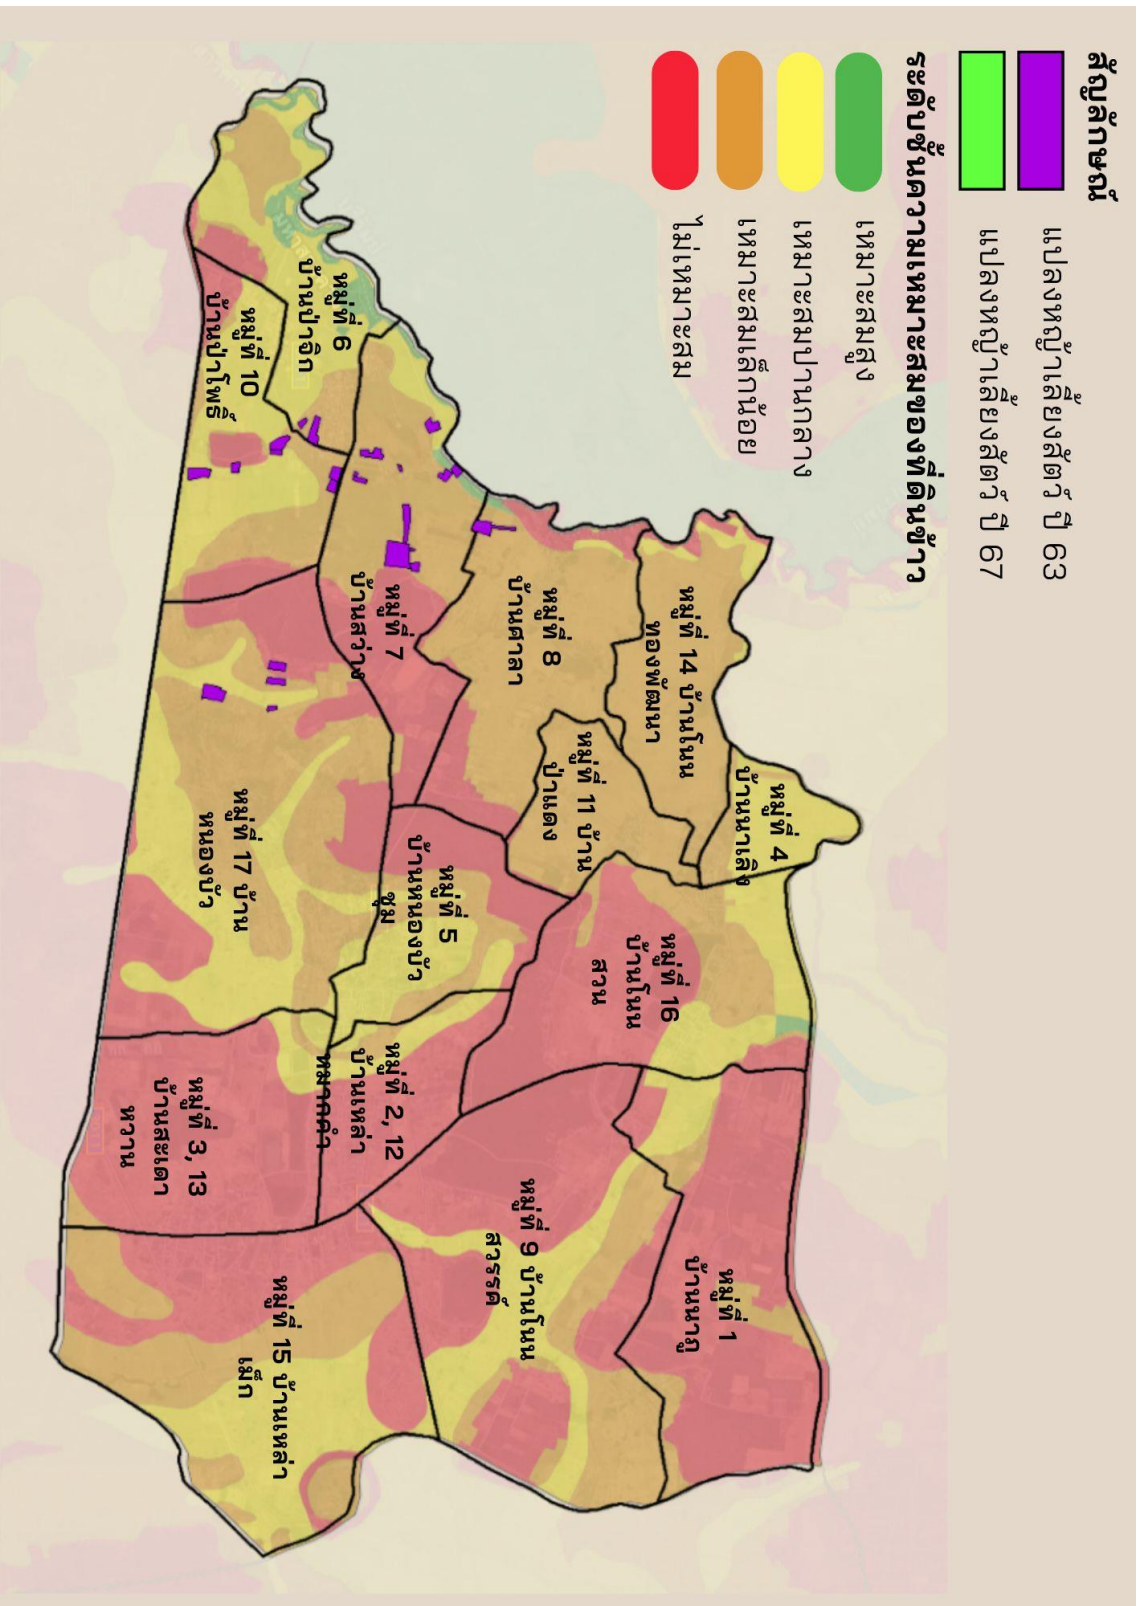 สัญลักษณ์
แปลงหญ้าเลี้ยงสัตว์ ปี 63
แปลงหญ้าเลี้ยงสัตว์ ปี 67
ระดับชั้นความเหมาะสมของที่ดินข้าว
เหมาะสมสูง
เหมาะสมปานกลาง
เหมาะสมเล็กน้อย
ไม่เหมาะสม
หมู่ที่ 6
บ้านป่าจิก
หมู่ที่ 10
บ้านป่าโพธิ์
หมู่ที่ 7
บ้านสว่าง
หมู่ที่ 8
บ้านศาลา
หมู่ที่ 14 บ้านโนน
ทองพัฒนา
หมู่ที่ 11 บ้าน
ป่าแดง
หมู่ที่ 4
บ้านนาเลิง
หมู่ที่ 17 บ้าน
หนองบัว
หมู่ที่ 5
บ้านหนองบัว
ชุม
หมู่ที่ 16
บ้านโนน
สวน
หมู่ที่ 2, 12
บ้านเหล่า
หมากคำ
หมู่ที่ 3, 13
บ้านสะเดา
หวาน
หมู่ที่ 9 บ้านโนน
สวรรค์
หมู่ที่ 1
บ้านนาภู
หมู่ที่ 15 บ้านเหล่า
เม็ก